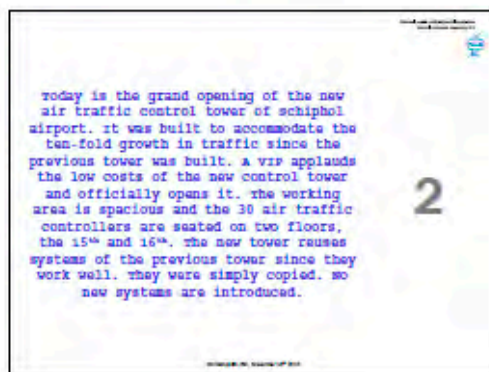 Today is the grand opening of the new
air traffic control tower of Schiphol
airport. It was built to accommodate the
ten-fold growth in traffic since the
previous tower was built. A VIP applauds
the low costs of the new control tower
and officially opens it. The working
area is spacious and the 30 air traffic
controllers are seated on two floors,
the 15th and 16th. The new tower reuses
systems of the previous tower since they
work well. They were simply copied. No
new systems are introduced.
2